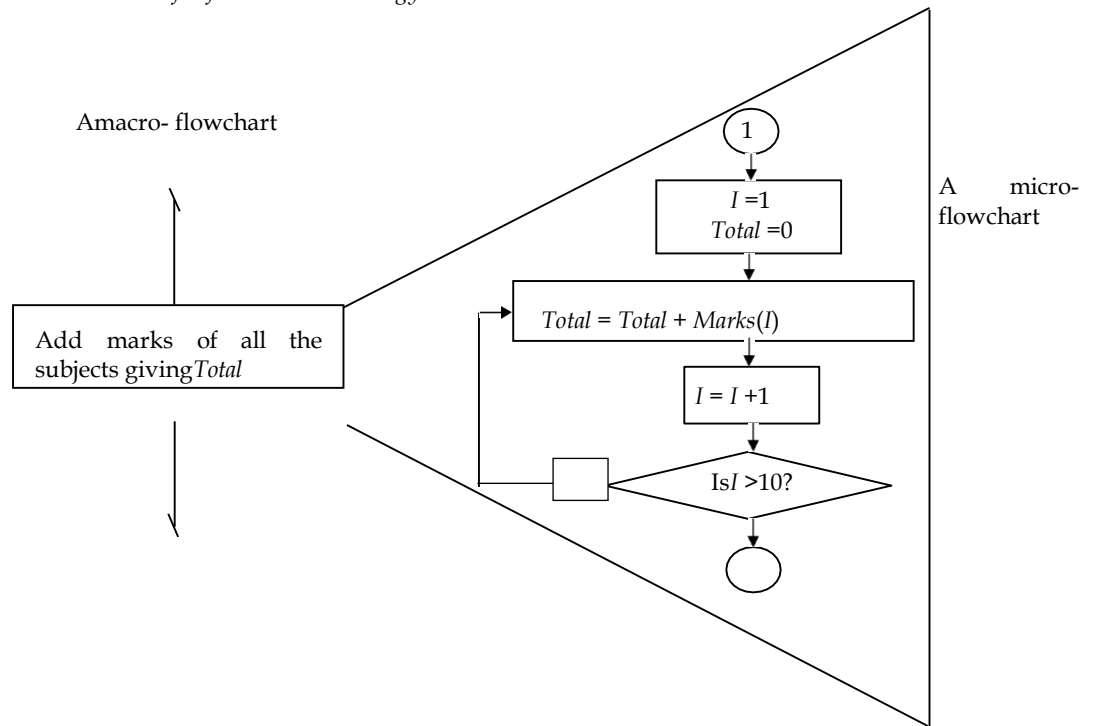 Amacro- flowchart
1
I =1
Total =0
A micro-
flowchart
Total = Total + Marks(I)
Add marks of all the
subjects givingTotal
I = I +1
IsI >10?